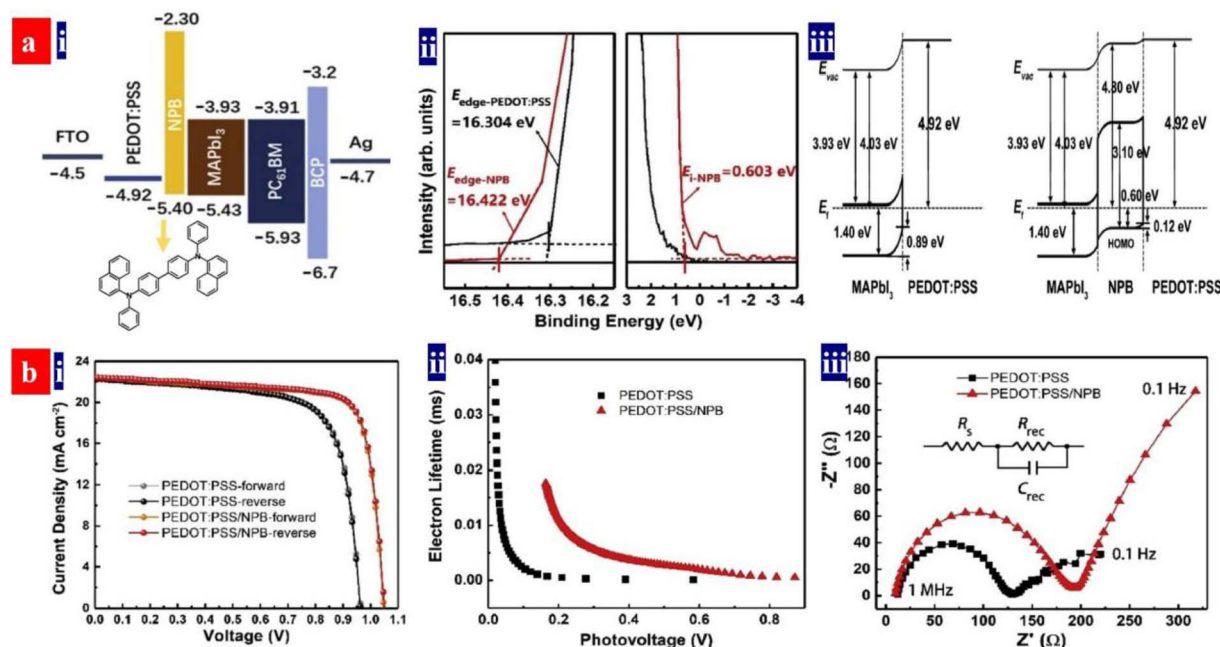 a i
−2.30
NPB
−3.2
−3.93 −3.91
PEDOT:PSS
FTO
MAPbI3
PC61BM
BCP
Ag
−4.5
−4.7
−4.92
−5.40 −5.43
−5.93
−6.7
N
N
ii
Intensity (arb. units)
Eedge-PEDOT:PSS
=16.304 eV
Eedge-NPB
=16.422 eV
Ei-NPB=0.603 eV
16.5 16.4 16.3 16.2 3 2 1 0 -1 -2 -3 -4
Binding Energy (eV)
iii
Evac
3.93 eV 4.03 eV 4.92 eV
Ef
1.40 eV 0.89 eV
MAPbI3 PEDOT:PSS
Evac
4.80 eV
3.93 eV 4.03 eV 4.92 eV
3.10 eV
0.60 eV
Ef
1.40 eV HOMO 0.12 eV
MAPbI3 NPB PEDOT:PSS
b i
Current Density (mA cm-2)
24
20
16
12
8
4
0
PEDOT:PSS-forward
PEDOT:PSS-reverse
PEDOT:PSS/NPB-forward
PEDOT:PSS/NPB-reverse
0.0 0.1 0.2 0.3 0.4 0.5 0.6 0.7 0.8 0.9 1.0 1.1
Voltage (V)
ii
Electron Lifetime (ms)
0.04
0.03
0.02
0.01
0.00
PEDOT:PSS
PEDOT:PSS/NPB
0.0 0.2 0.4 0.6 0.8
Photovoltage (V)
iii
-Z'' (Ω)
180
160
140
120
100
80
60
40
20
0
PEDOT:PSS
PEDOT:PSS/NPB
0.1 Hz
Rs Rrec
Crec
0.1 Hz
1 MHz
0 50 100 150 200 250 300 350
Z' (Ω)